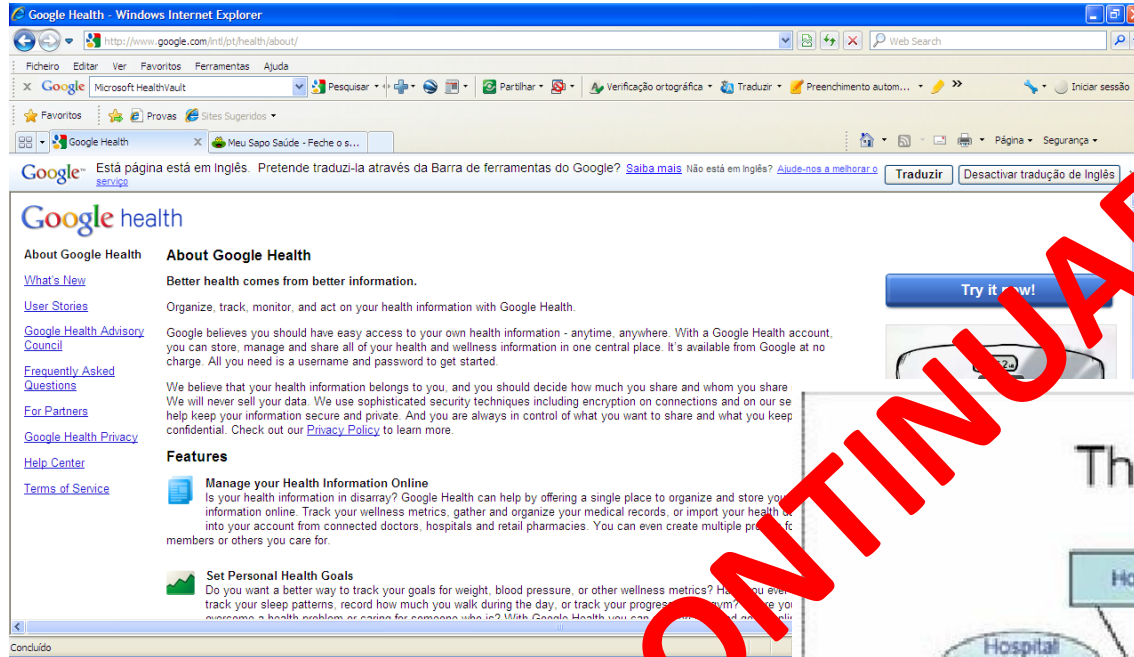 Google Health - Windows Internet Explorer
http://www.google.com/intl/pt/health/about/
Web Search
Ficheiro Editar Ver Favoritos Ferramentas Ajuda
x Google Microsoft HealthVault Pesquisar Partilhar Verificação ortográfica Traduzir Preenchimento autom... >> Iniciar sessão
Favoritos Provas Sites Sugeridos
Google Health X Meu Sapo Saúde - Feche o s... Página Segurança
Google Está página está em Inglês. Pretende traduzi-la através da Barra de ferramentas do Google? Saiba mais Não está em Inglês? Ajude-nos a melhorar o
serviço
Traduzir Desactivar tradução de Inglês
Google health
About Google Health
What's New
User Stories
Google Health Advisory
Council
Frequently Asked
Questions
For Partners
Google Health Privacy
Help Center
Terms of Service
About Google Health
Better health comes from better information.
Organize, track, monitor, and act on your health information with Google Health.
Google believes you should have easy access to your own health information - anytime, anywhere. With a Google Health account,
you can store, manage and share all of your health and wellness information in one central place. It's available from Google at no
charge. All you need is a username and password to get started.
We believe that your health information belongs to you, and you should decide how much you share and whom you share
We will never sell your data. We use sophisticated security techniques including encryption on connections and on our se
help keep your information secure and private. And you are always in control of what you want to share and what you keep
confidential. Check out our Privacy Policy to learn more.
Features
Manage your Health Information Online
Is your health information in disarray? Google Health can help by offering a single place to organize and store you
information online. Track your wellness metrics, gather and organize your medical records, or import your health
into your account from connected doctors, hospitals and retail pharmacies. You can even create multiple
members or others you care for.
Set Personal Health Goals
Do you want a better way to track your goals for weight, blood pressure, or other wellness metrics?
track your sleep patterns, record how much you walk during the day, or track your
overcome a health problem or caring for someone who is? With Google Health you can
Try it now!
ONTINUA
Th
Ho
Hospital
Concluído